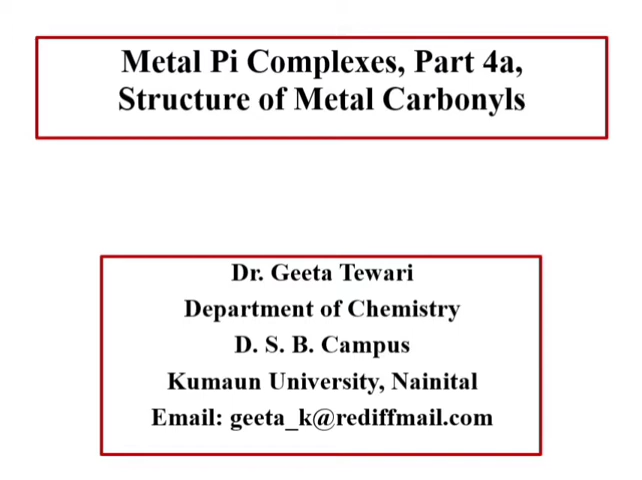 Metal Pi Complexes, Part 4a,
Structure of Metal Carbonyls
Dr. Geeta Tewari
Department of Chemistry
D. S. B. Campus
Kumaun University, Nainital
Email: geeta_k@rediffmail.com